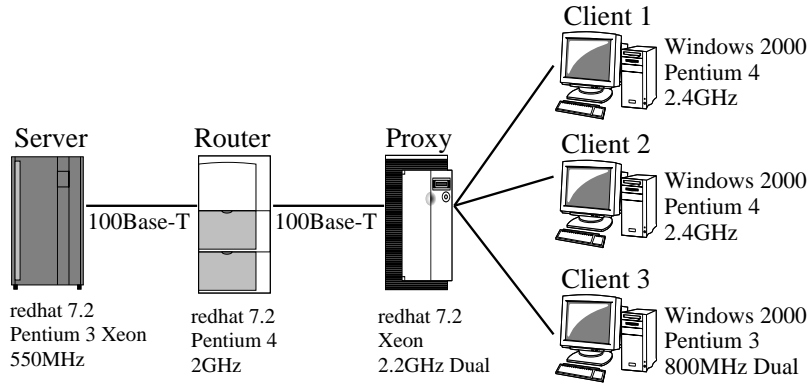 Server
100Base-T
redhat 7.2
Pentium 3 Xeon
550MHz
Router
100Base-T
redhat 7.2
Pentium 4
2GHz
Proxy
redhat 7.2
Xeon
2.2GHz Dual
Client 1
Windows 2000
Pentium 4
2.4GHz
Client 2
Windows 2000
Pentium 4
2.4GHz
Client 3
Windows 2000
Pentium 3
800MHz Dual